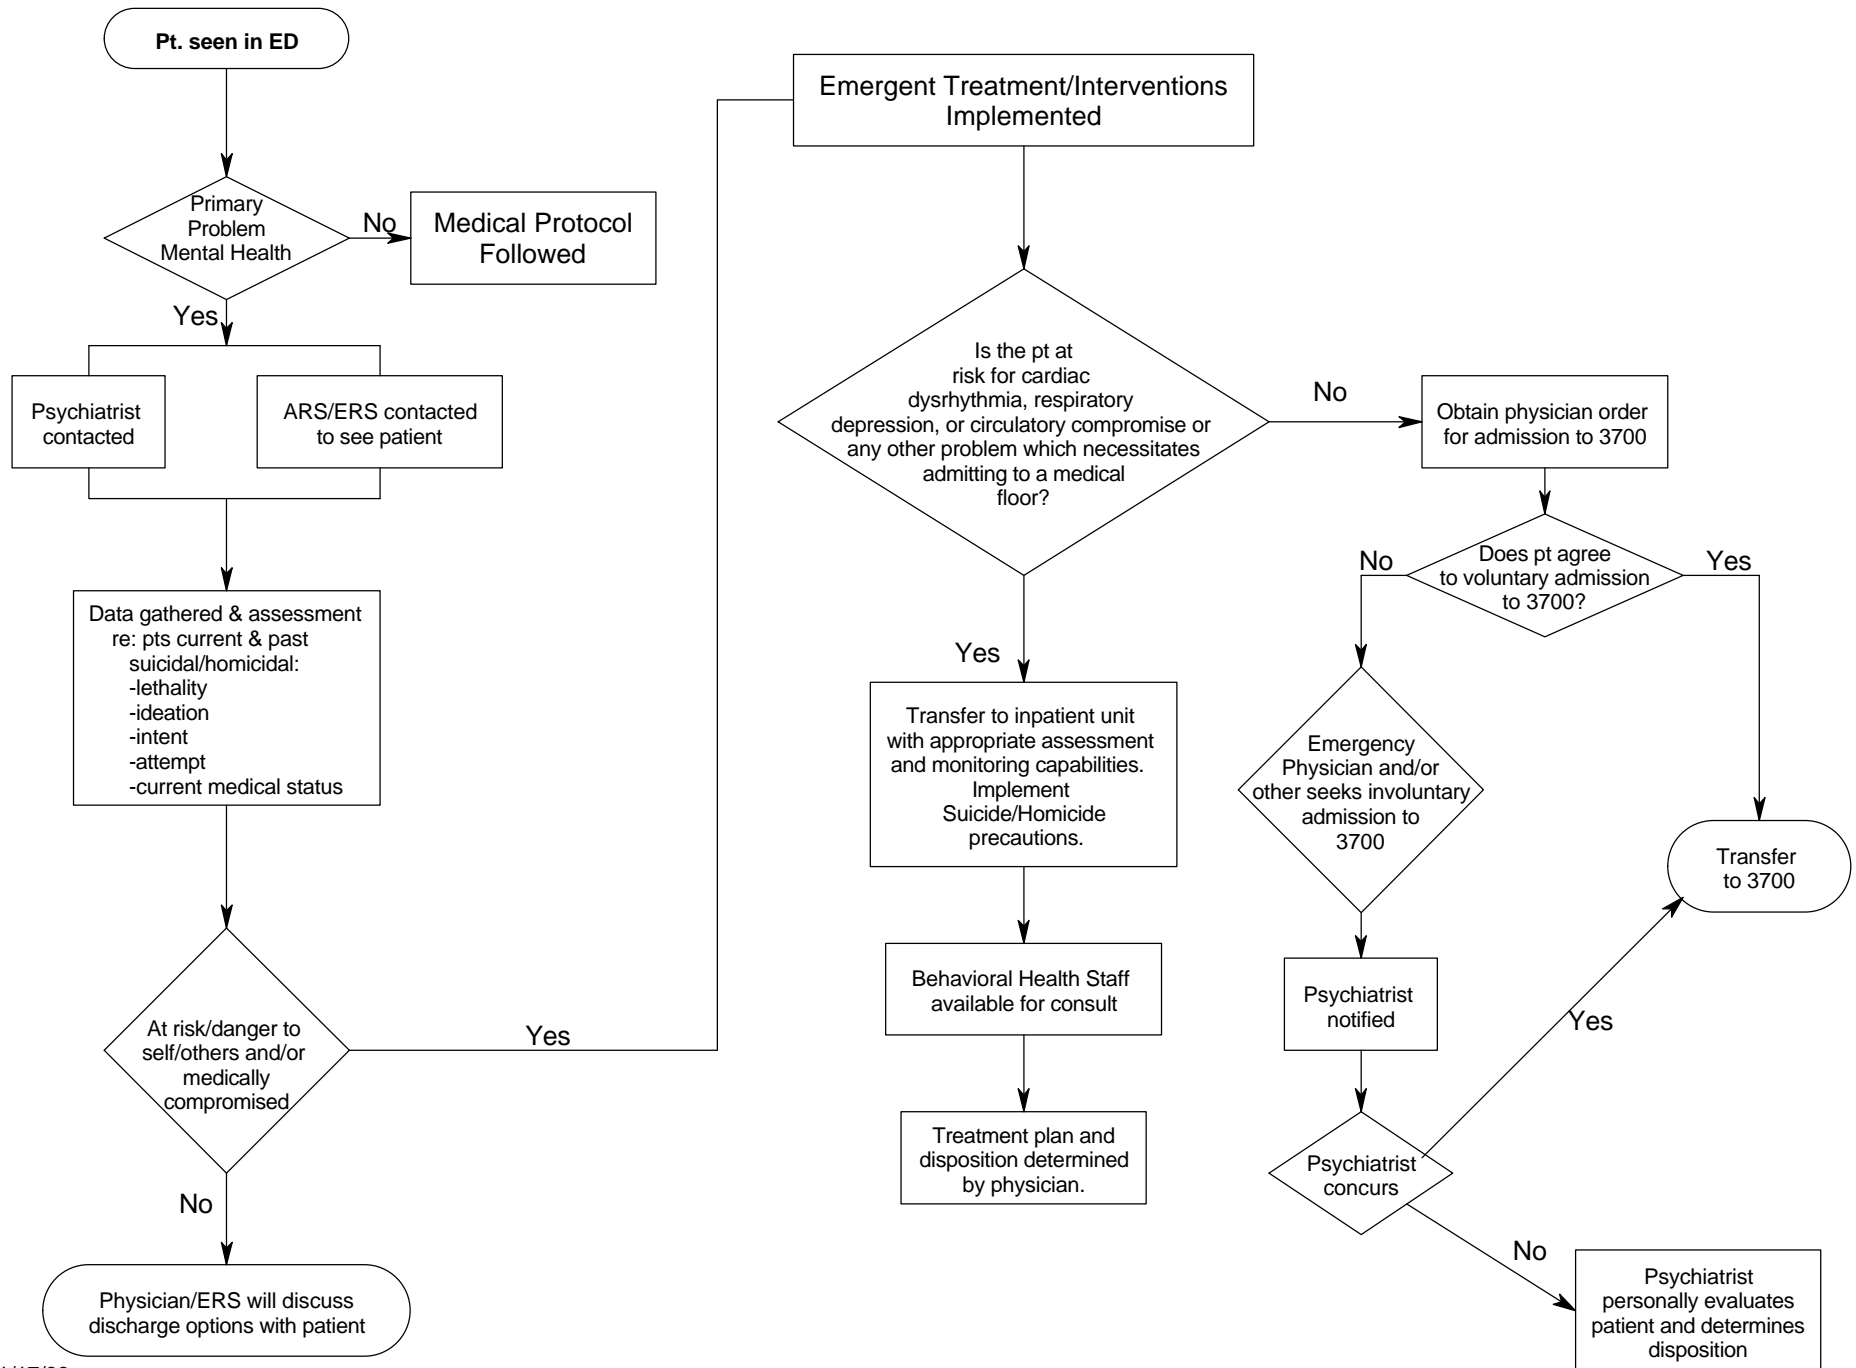 Pt. seen in ED
Primary
Problem
Mental Health
No
Medical Protocol
Followed
Yes
Psychiatrist
contacted
ARS/ERS contacted
to see patient
Data gathered & assessment
re: pts current & past
suicidal/homicidal:
-lethality
-ideation
-intent
-attempt
-current medical status
At risk/danger to
self/others and/or
medically
compromised
Yes
No
Physician/ERS will discuss
discharge options with patient
Emergent Treatment/Interventions
Implemented
Is the pt at
risk for cardiac
dysrhythmia, respiratory
depression, or circulatory compromise or
any other problem which necessitates
admitting to a medical
floor?
Yes
Transfer to inpatient unit
with appropriate assessment
and monitoring capabilities.
Implement
Suicide/Homicide
precautions.
Behavioral Health Staff
available for consult
Treatment plan and
disposition determined
by physician.
No
Obtain physician order
for admission to 3700
Does pt agree
to voluntary admission
to 3700?
No
Yes
Emergency
Physician and/or
other seeks involuntary
admission to
3700
Transfer
to 3700
Psychiatrist
notified
Yes
Psychiatrist
concurs
No
Psychiatrist
personally evaluates
patient and determines
disposition